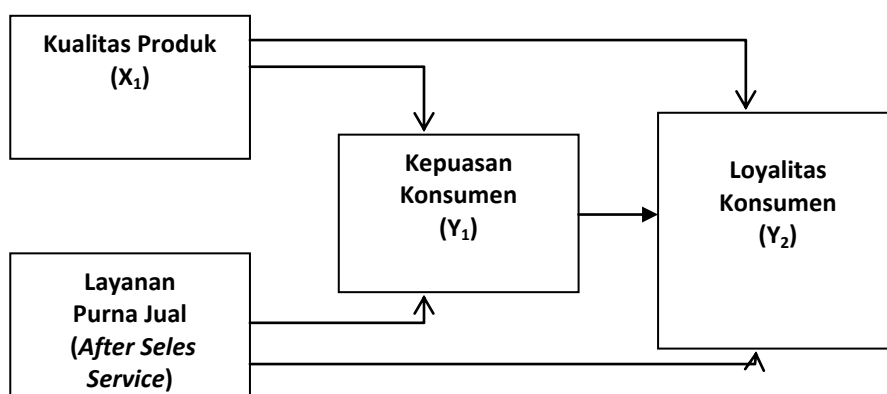 Kualitas Produk
(X₁)
Kepuasan
Konsumen
(Y₁)
Loyalitas
Konsumen
(Y₂)
Layanan
Purna Jual
(After Seles
Service)